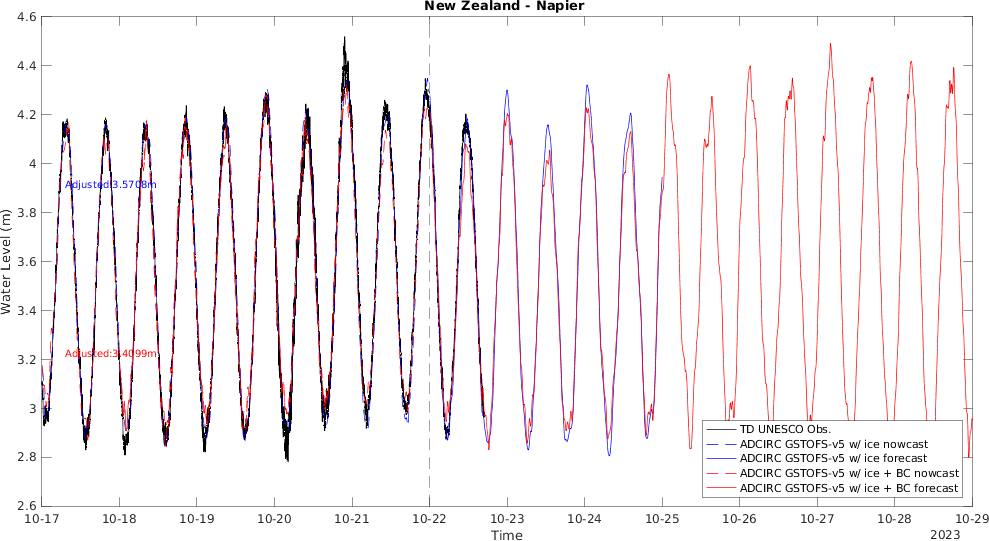 New Zealand - Napier
4.6
4.4
4.2
4
3.8
3.6
3.4
3.2
3
2.8
2.6
Water Level (m)
Adjusted:3.5708m
Adjusted:3.4099m
TD UNESCO Obs.
ADCIRC GSTOFS-v5 w/ ice nowcast
ADCIRC GSTOFS-v5 w/ ice forecast
ADCIRC GSTOFS-v5 w/ ice + BC nowcast
ADCIRC GSTOFS-v5 w/ ice + BC forecast
10-17 10-18 10-19 10-20 10-21 10-22 10-23 10-24 10-25 10-26 10-27 10-28 10-29
Time
2023